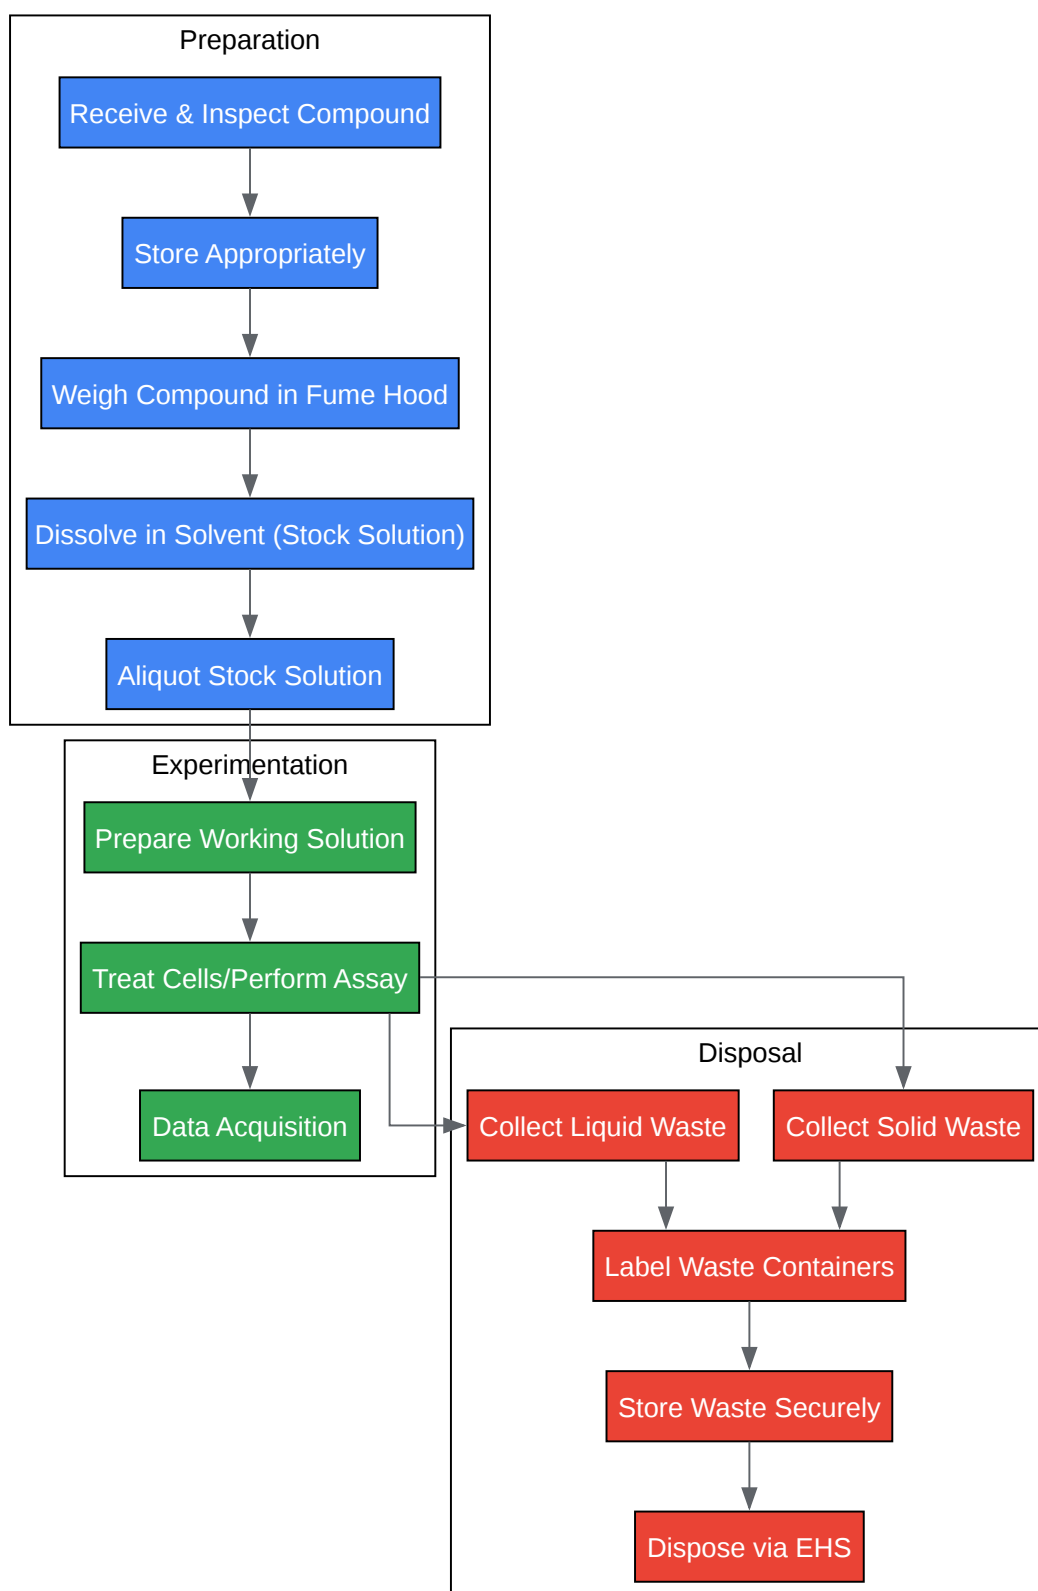 Preparation
Receive & Inspect Compound
Store Appropriately
Weigh Compound in Fume Hood
Dissolve in Solvent (Stock Solution)
Aliquot Stock Solution
Experimentation
Prepare Working Solution
Treat Cells/Perform Assay
Data Acquisition
Disposal
Collect Liquid Waste
Collect Solid Waste
Label Waste Containers
Store Waste Securely
Dispose via EHS